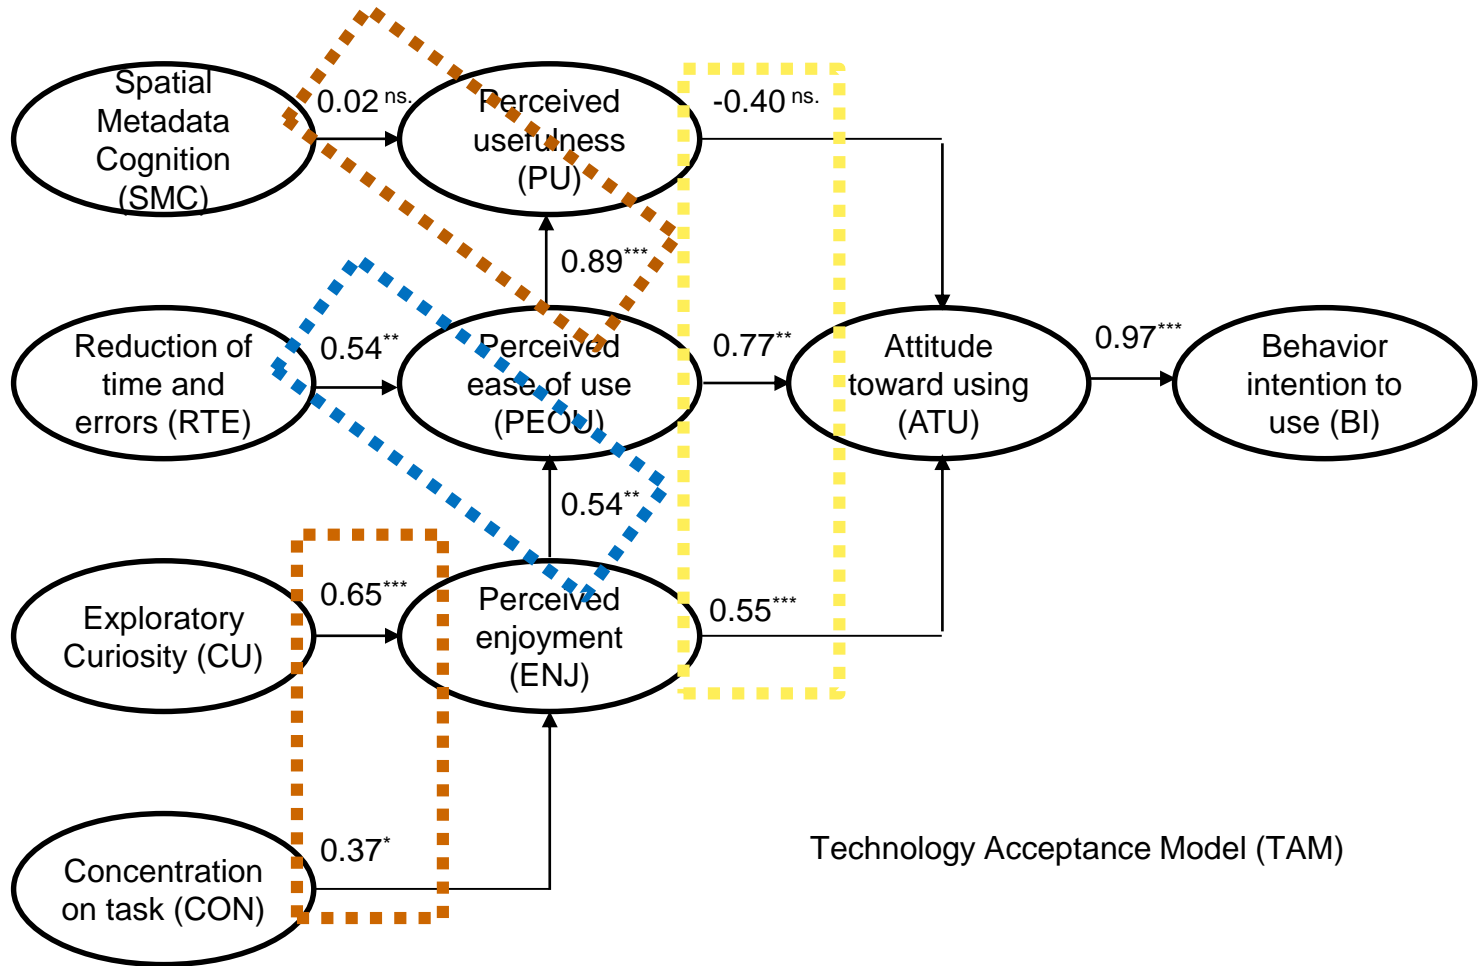 Spatial
Metadata
Cognition
(SMC)
0.02 ns.
Perceived
usefulness
(PU)
-0.40 ns.
0.89***
Reduction of
time and
errors (RTE)
0.54**
Perceived
ease of use
(PEOU)
0.77**
Attitude
toward using
(ATU)
0.97***
Behavior
intention to
use (BI)
0.54**
Exploratory
Curiosity (CU)
0.65***
Perceived
enjoyment
(ENJ)
0.55***
Concentration
on task (CON)
0.37*
Technology Acceptance Model (TAM)